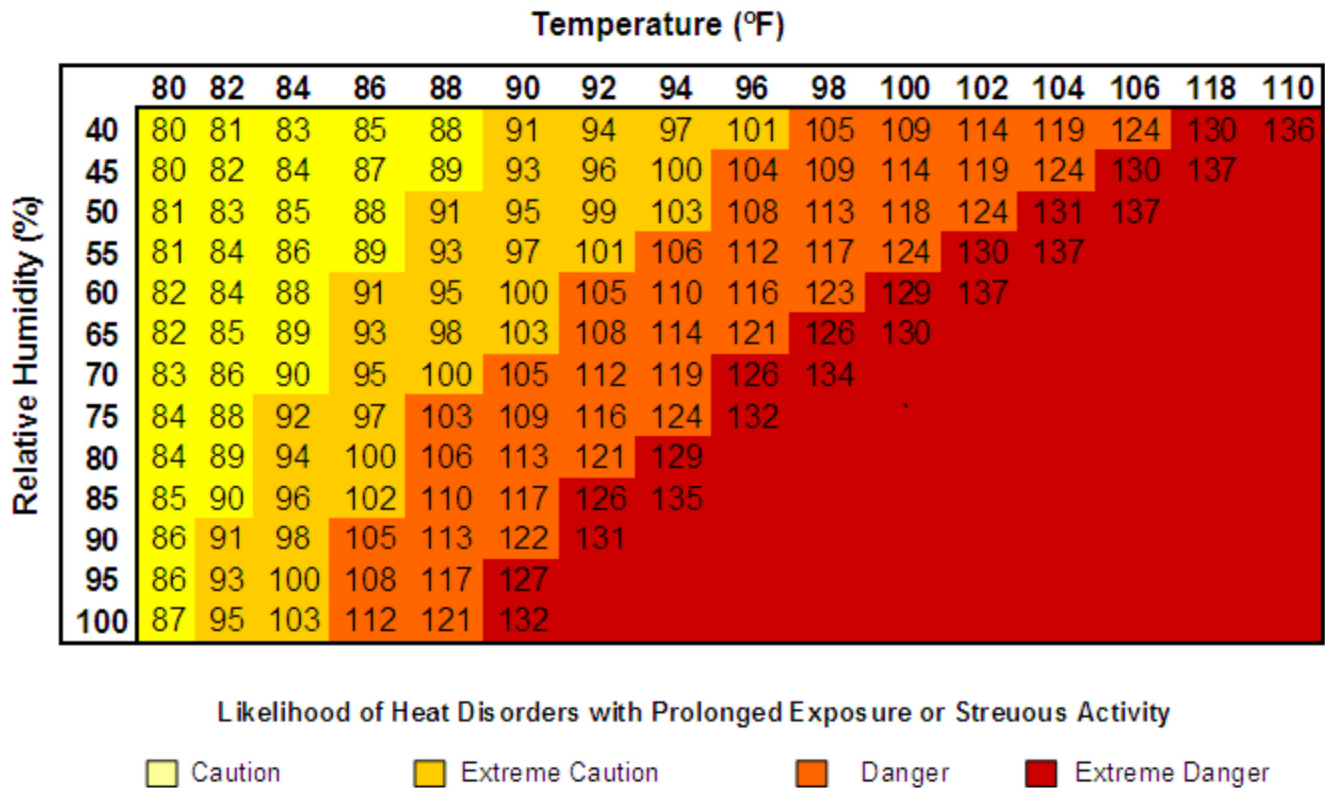 Temperature (ºF)
80 82 84 86 88 90 92 94 96 98 100 102 104 106 118 110
Relative Humidity (%)
40 80 81 83 85 88 91 94 97 101 105 109 114 119 124 130 136
45 80 82 84 87 89 93 96 100 104 109 114 119 124 130 137
50 81 83 85 88 91 95 99 103 108 113 118 124 131 137
55 81 84 86 89 93 97 101 106 112 117 124 130 137
60 82 84 88 91 95 100 105 110 116 123 129 137
65 82 85 89 93 98 103 108 114 121 126 130
70 83 86 90 95 100 105 112 119 126 134
75 84 88 92 97 103 109 116 124 132
80 84 89 94 100 106 113 121 129
85 85 90 96 102 110 117 126 135
90 86 91 98 105 113 122 131
95 86 93 100 108 117 127
100 87 95 103 112 121 132
Likelihood of Heat Disorders with Prolonged Exposure or Streuous Activity
Caution Extreme Caution Danger Extreme Danger